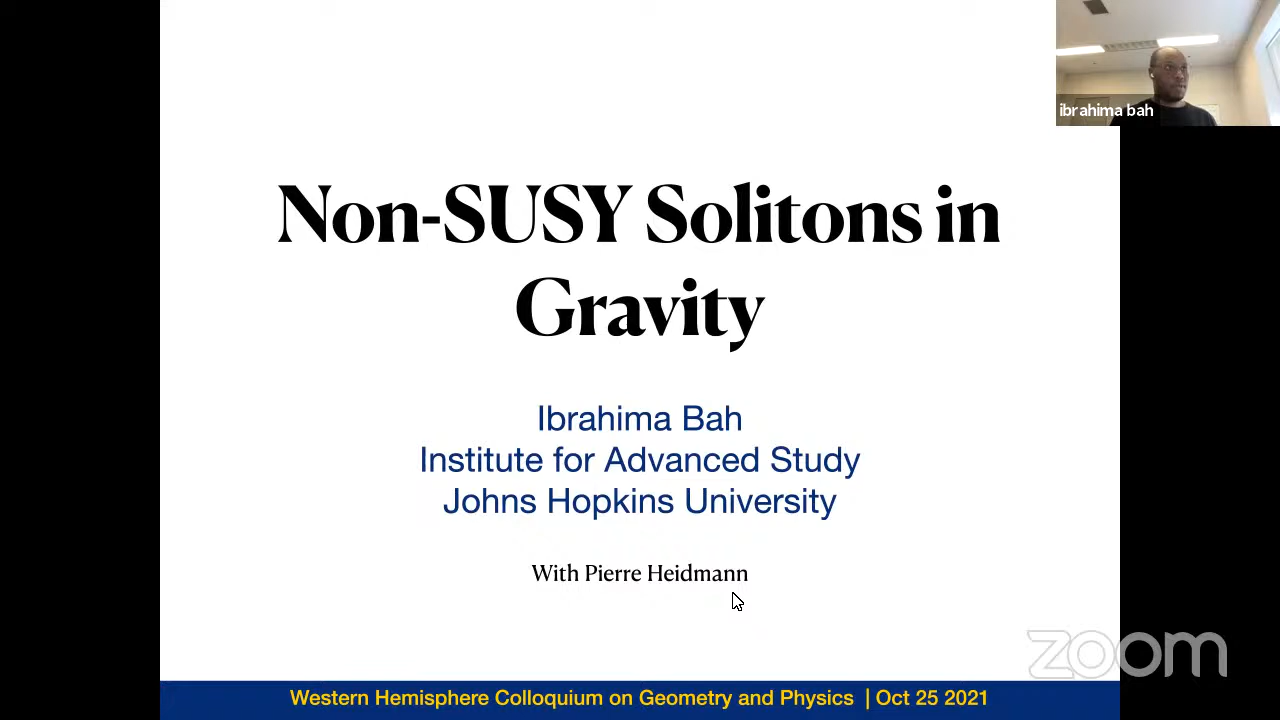 ibrahima bah
Non-SUSY Solitons in
Gravity
Ibrahima Bah
Institute for Advanced Study
Johns Hopkins University
With Pierre Heidmann
zoom
Western Hemisphere Colloquium on Geometry and Physics | Oct 25 2021